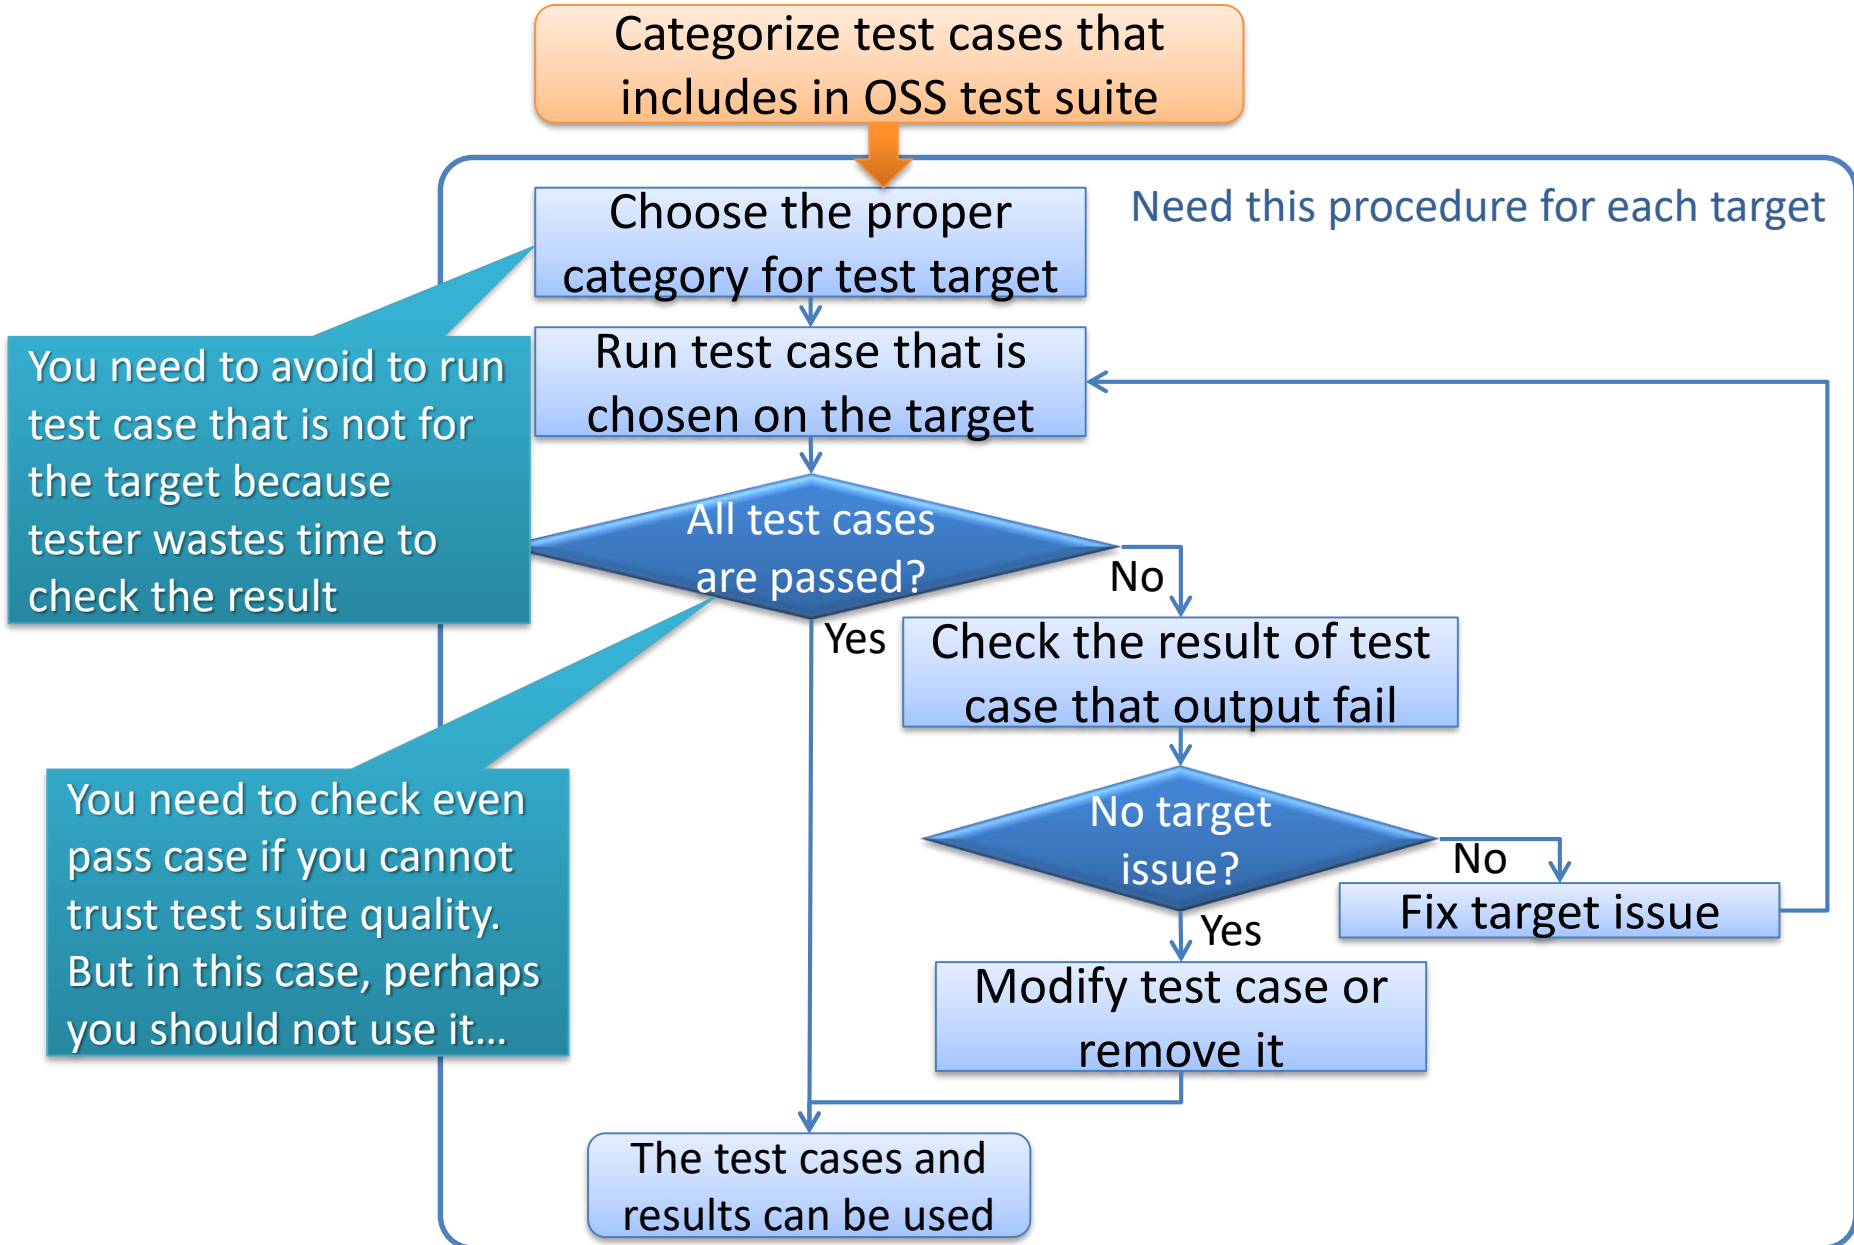 Categorize test cases that
includes in OSS test suite
Need this procedure for each target
Choose the proper
category for test target
Run test case that is
chosen on the target
You need to avoid to run
test case that is not for
the target because
tester wastes time to
check the result
All test cases
are passed?
No
Yes
Check the result of test
case that output fail
You need to check even
pass case if you cannot
trust test suite quality.
But in this case, perhaps
you should not use it...
No target
issue?
No
Fix target issue
Yes
Modify test case or
remove it
The test cases and
results can be used